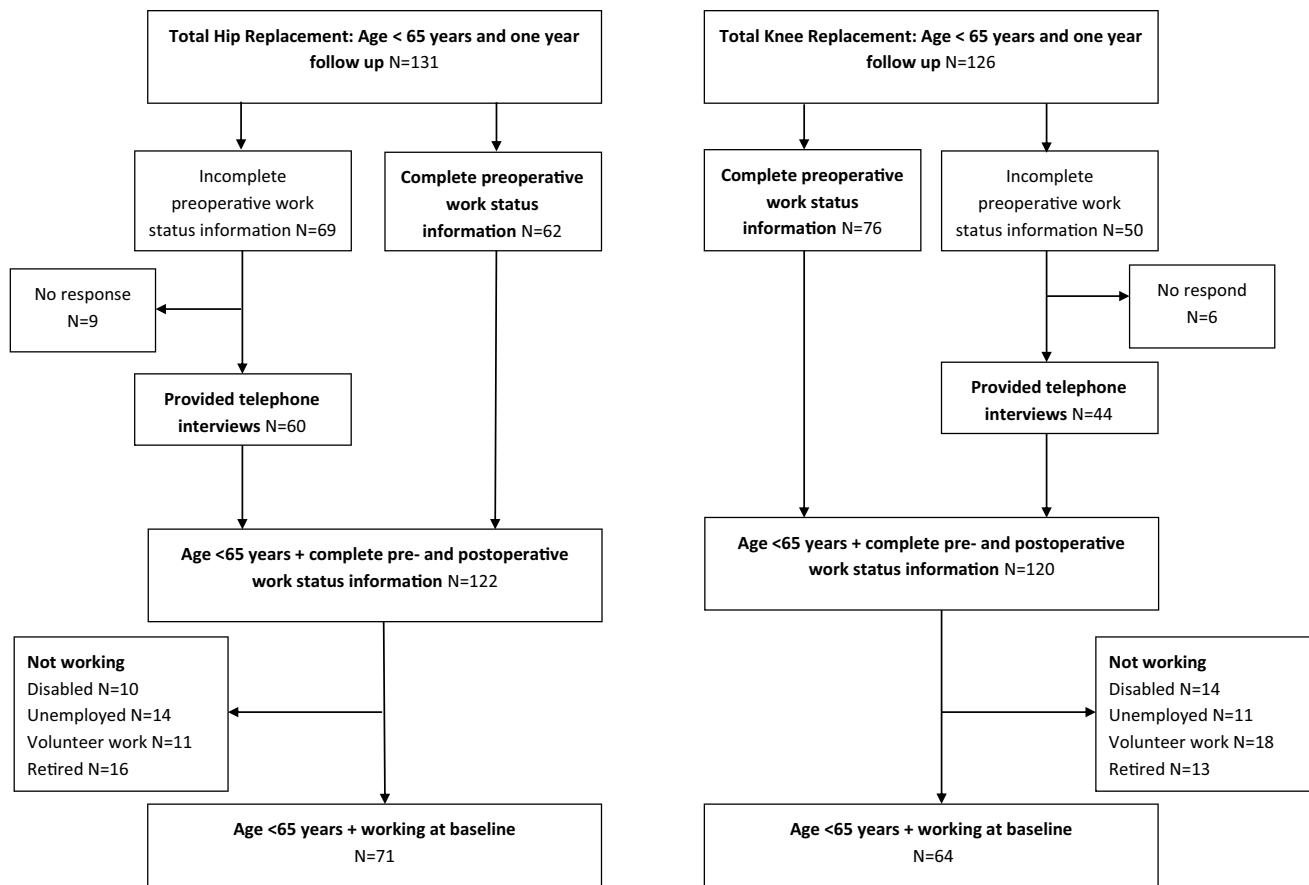 Total Hip Replacement: Age < 65 years and one year
follow up N=131
Incomplete
preoperative work
status information N=69
Complete preoperative
work status
information N=62
No response
N=9
Provided telephone
interviews N=60
Age <65 years + complete pre- and postoperative
work status information N=122
Not working
Disabled N=10
Unemployed N=14
Volunteer work N=11
Retired N=16
Age <65 years + working at baseline
N=71
Total Knee Replacement: Age < 65 years and one year
follow up N=126
Complete preoperative
work status
information N=76
Incomplete
preoperative work
status information N=50
No respond
N=6
Provided telephone
interviews N=44
Age <65 years + complete pre- and postoperative
work status information N=120
Not working
Disabled N=14
Unemployed N=11
Volunteer work N=18
Retired N=13
Age <65 years + working at baseline
N=64